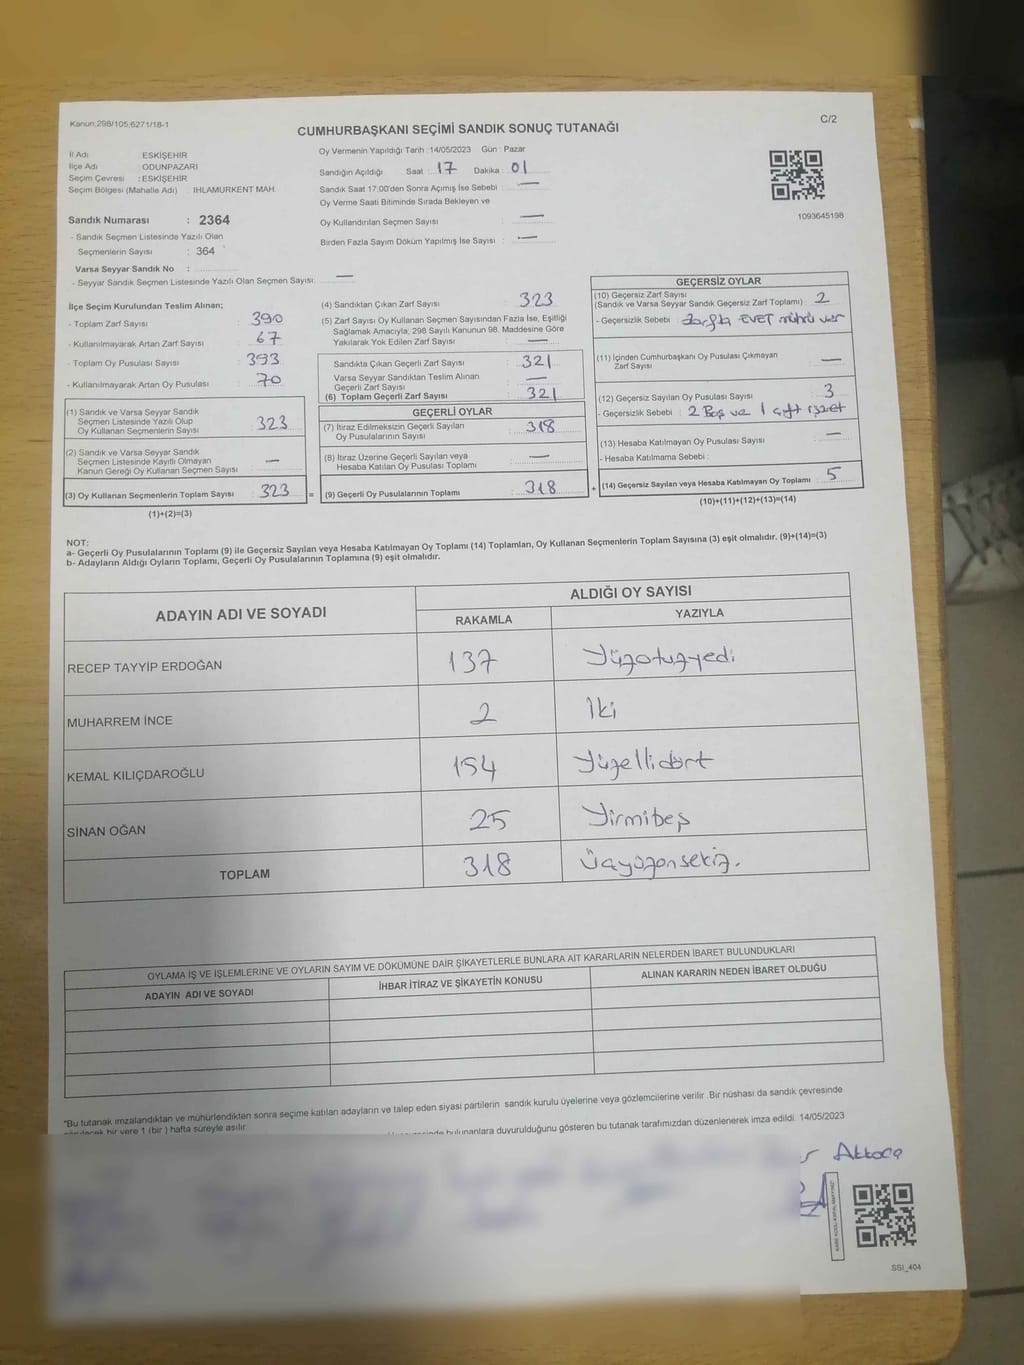 Kanun:298/105;6271/18-1
CUMHURBAŞKANI SEÇİMİ SANDIK SONUÇ TUTANAĞI
C/2
İl Adı ESKİŞEHİR
İlçe Adı : ODUNPAZARI
Seçim Çevresi : ESKİŞEHİR
Seçim Bölgesi (Mahalle Adı) : IHLAMURKENT MAH.
Sandık Numarası : 2364
- Sandık Seçmen Listesinde Yazılı Olan
Seçmenlerin Sayısı : 364
Varsa Seyyar Sandık No :
- Seyyar Sandık Seçmen Listesinde Yazılı Olan Seçmen Sayısı: —
Oy Vermenin Yapıldığı Tarih : 14/05/2023 Gün : Pazar
Sandığın Açıldığı Saat : 17 Dakika : 01
Sandık Saat 17:00'den Sonra Açımış İse Sebebi : —
Oy Verme Saati Bitiminde Sırada Bekleyen ve
Oy Kullandırılan Seçmen Sayısı —
Birden Fazla Sayım Döküm Yapılmış İse Sayısı : —
1093645198
İlçe Seçim Kurulundan Teslim Alınan;
- Toplam Zarf Sayısı 390
- Kullanılmayarak Artan Zarf Sayısı 67
- Toplam Oy Pusulası Sayısı 393
- Kullanılmayarak Artan Oy Pusulası 70
(1) Sandık ve Varsa Seyyar Sandık
Seçmen Listesinde Yazılı Olup
Oy Kullanan Seçmenlerin Sayısı 323
(2) Sandık ve Varsa Seyyar Sandık
Seçmen Listesinde Kayıtlı Olmayan
Kanun Gereği Oy Kullanan Seçmen Sayısı —
(3) Oy Kullanan Seçmenlerin Toplam Sayısı 323 =
(1)+(2)=(3)
(4) Sandıktan Çıkan Zarf Sayısı 323
(5) Zarf Sayısı Oy Kullanan Seçmen Sayısından Fazla İse, Eşitliği
Sağlamak Amacıyla; 298 Sayılı Kanunun 98. Maddesine Göre
Yakılarak Yok Edilen Zarf Sayısı : —
Sandıkta Çıkan Geçerli Zarf Sayısı 321
Varsa Seyyar Sandıktan Teslim Alınan
Geçerli Zarf Sayısı —
(6) Toplam Geçerli Zarf Sayısı 321
GEÇERLİ OYLAR
(7) İtiraz Edilmeksizin Geçerli Sayılan
Oy Pusulalarının Sayısı 318
(8) İtiraz Üzerine Geçerli Sayılan veya
Hesaba Katılan Oy Pusulası Toplamı —
(9) Geçerli Oy Pusulalarının Toplamı 318 +
GEÇERSİZ OYLAR
(10) Geçersiz Zarf Sayısı
(Sandık ve Varsa Seyyar Sandık Geçersiz Zarf Toplamı) : 2
- Geçersizlik Sebebi : Zarfta EVET mührü var
(11) İçinden Cumhurbaşkanı Oy Pusulası Çıkmayan
Zarf Sayısı —
(12) Geçersiz Sayılan Oy Pusulası Sayısı 3
- Geçersizlik Sebebi : 2 Boş ve 1 çift işaret
(13) Hesaba Katılmayan Oy Pusulası Sayısı —
- Hesaba Katılmama Sebebi :
(14) Geçersiz Sayılan veya Hesaba Katılmayan Oy Toplamı : 5
(10)+(11)+(12)+(13)=(14)
NOT:
a- Geçerli Oy Pusulalarının Toplamı (9) ile Geçersiz Sayılan veya Hesaba Katılmayan Oy Toplamı (14) Toplamları, Oy Kullanan Seçmenlerin Toplam Sayısına (3) eşit olmalıdır. (9)+(14)=(3)
b- Adayların Aldığı Oyların Toplamı, Geçerli Oy Pusulalarının Toplamına (9) eşit olmalıdır.
ADAYIN ADI VE SOYADI
ALDIĞI OY SAYISI
RAKAMLA YAZIYLA
RECEP TAYYİP ERDOĞAN 137 Yüzotuzyedi
MUHARREM İNCE 2 İki
KEMAL KILIÇDAROĞLU 154 Yüzellidört
SİNAN OĞAN 25 Yirmibeş
TOPLAM 318 Üçyüzonsekiz.
OYLAMA İŞ VE İŞLEMLERİNE VE OYLARIN SAYIM VE DÖKÜMÜNE DAİR ŞİKAYETLERLE BUNLARA AİT KARARLARIN NELERDEN İBARET BULUNDUKLARI
ADAYIN ADI VE SOYADI İHBAR İTİRAZ VE ŞİKAYETİN KONUSU ALINAN KARARIN NEDEN İBARET OLDUĞU
"Bu tutanak imzalandıktan ve mühürlendikten sonra seçime katılan adayların ve talep eden siyasi partilerin sandık kurulu üyelerine veya gözlemcilerine verilir .Bir nüshası da sandık çevresinde
bir yere 1 (bir ) hafta süreyle asılır. bulunanlara duyurulduğunu gösteren bu tutanak tarafımızdan düzenlenerek imza edildi. 14/05/2023
Akkoca
SSI_404